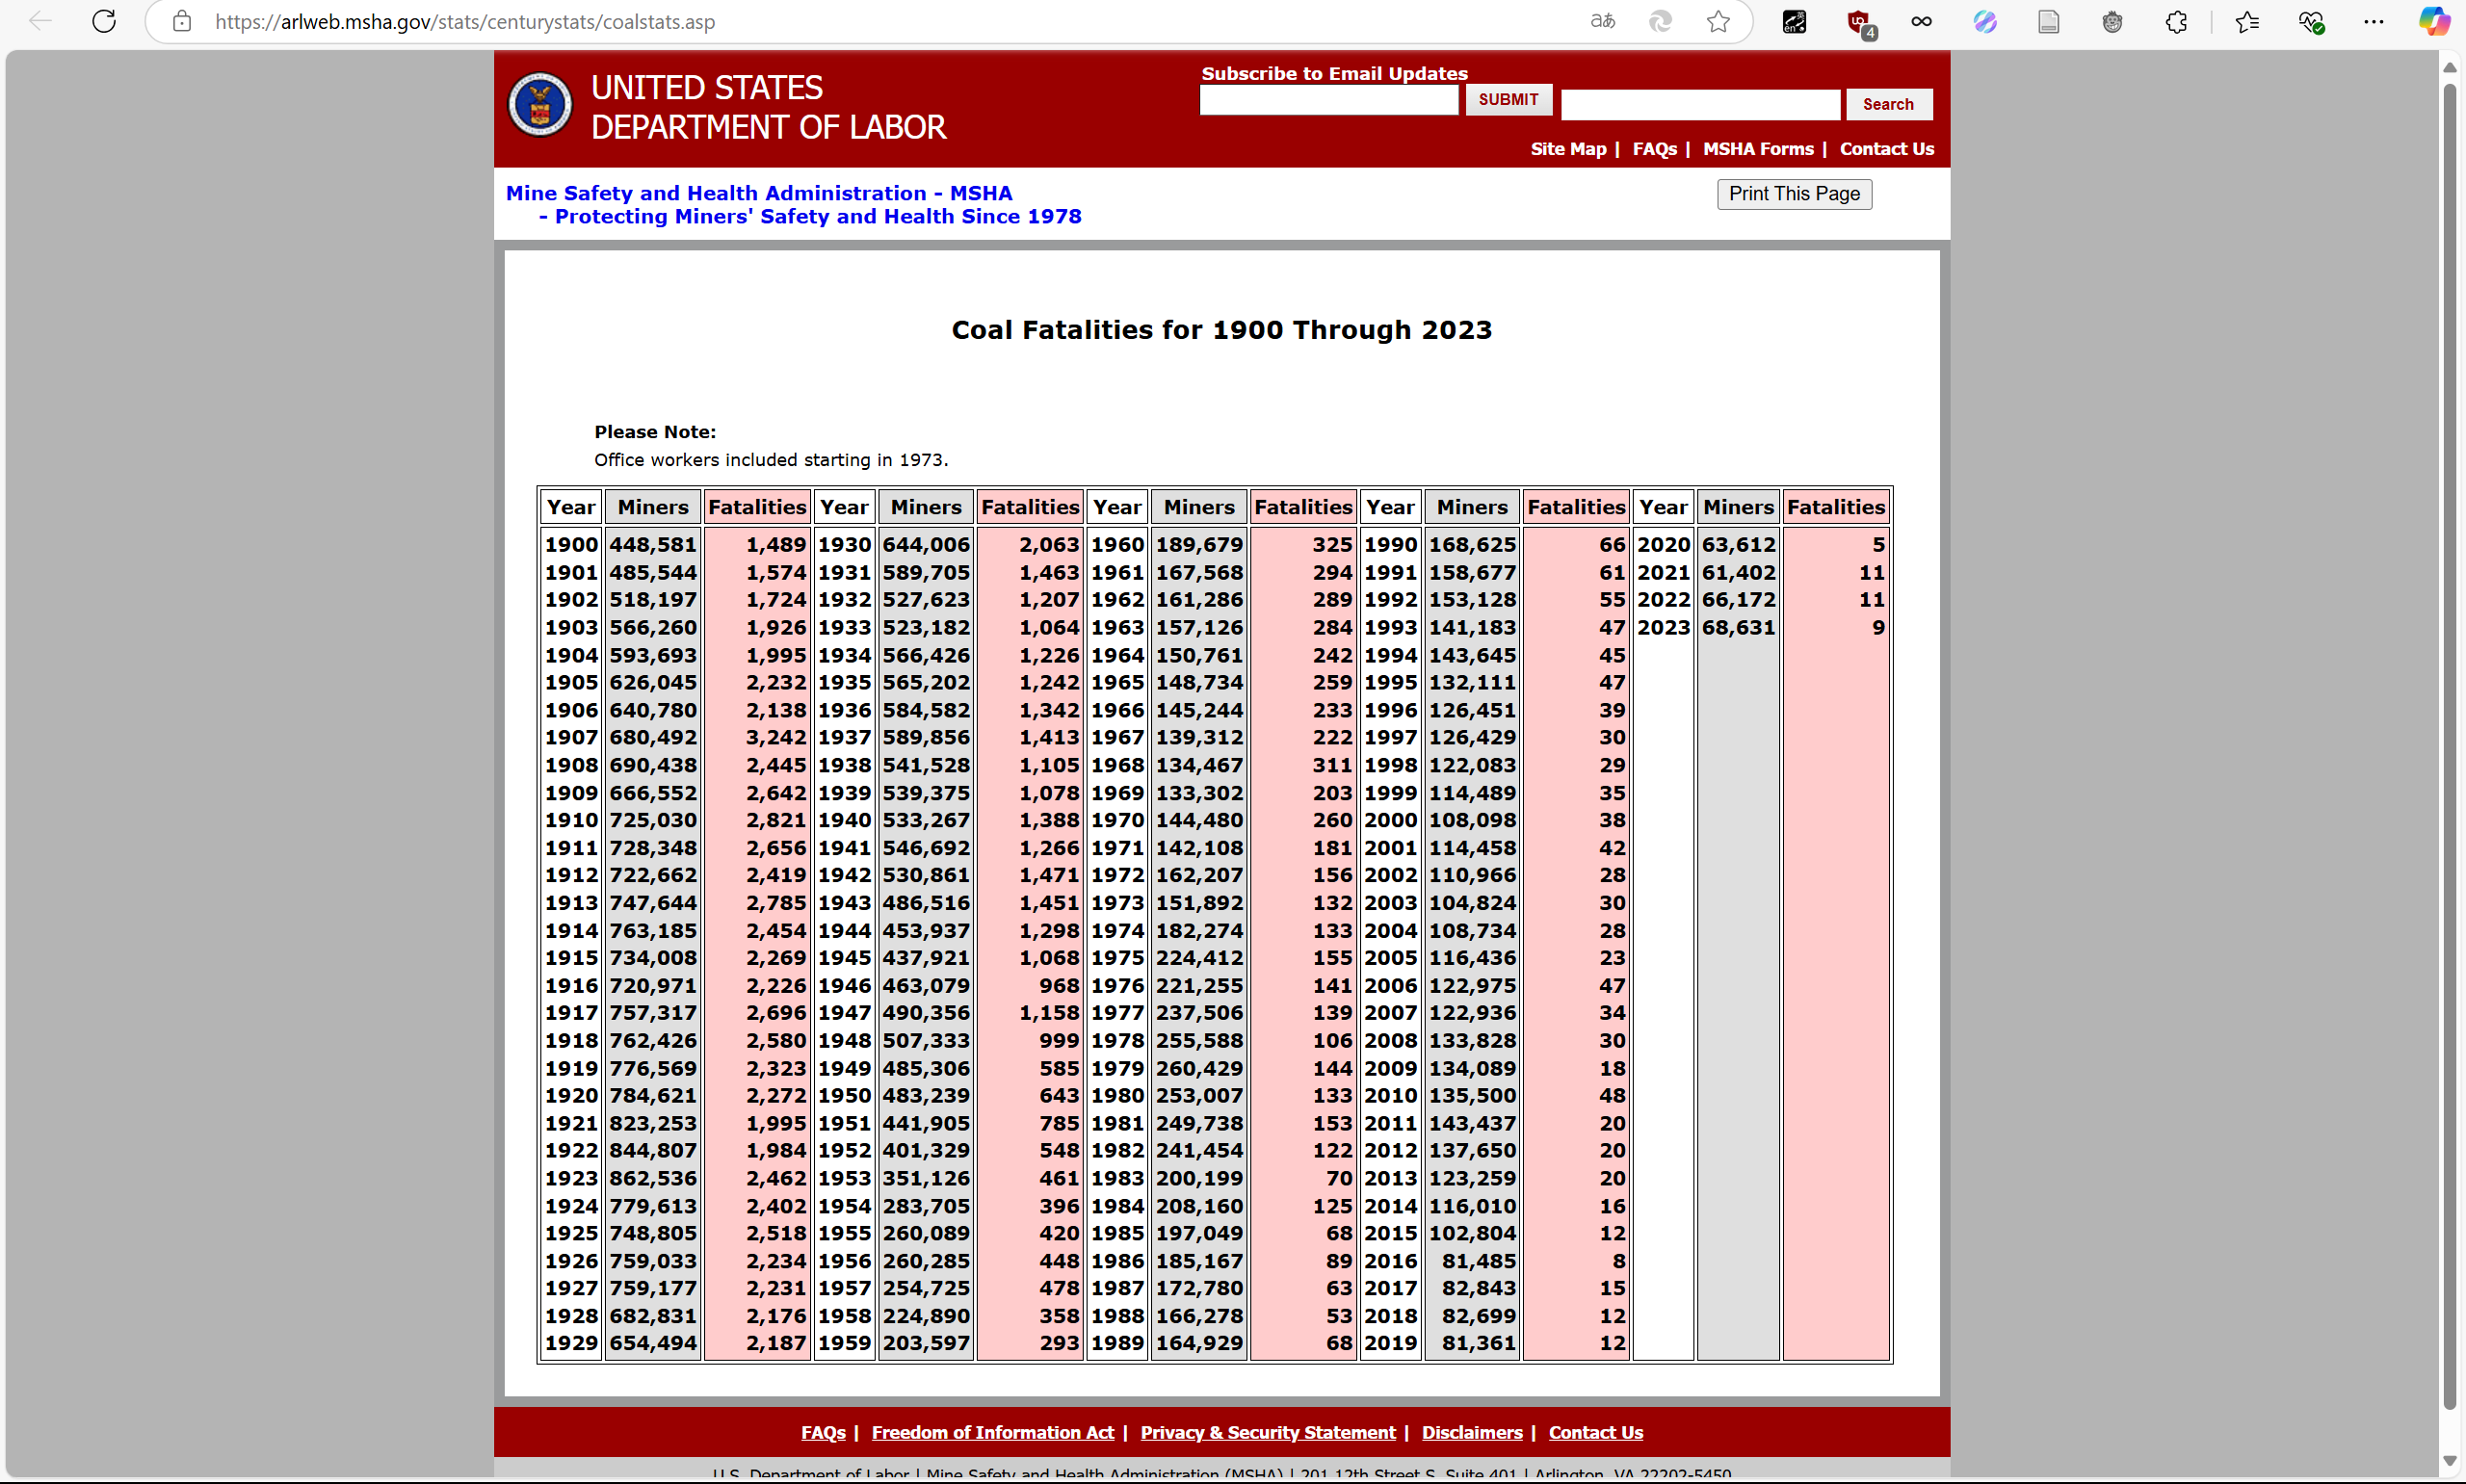 https://arlweb.msha.gov/stats/centurystats/coalstats.asp
UNITED STATES
DEPARTMENT OF LABOR
Subscribe to Email Updates
SUBMIT
Search
Site Map | FAQs | MSHA Forms | Contact Us
Mine Safety and Health Administration - MSHA
- Protecting Miners' Safety and Health Since 1978
Print This Page
Coal Fatalities for 1900 Through 2023
Please Note:
Office workers included starting in 1973.
Year Miners Fatalities Year Miners Fatalities Year Miners Fatalities Year Miners Fatalities Year Miners Fatalities
1900 448,581 1,489 1930 644,006 2,063 1960 189,679 325 1990 168,625 66 2020 63,612 5
1901 485,544 1,574 1931 589,705 1,463 1961 167,568 294 1991 158,677 61 2021 61,402 11
1902 518,197 1,724 1932 527,623 1,207 1962 161,286 289 1992 153,128 55 2022 66,172 11
1903 566,260 1,926 1933 523,182 1,064 1963 157,126 284 1993 141,183 47 2023 68,631 9
1904 593,693 1,995 1934 566,426 1,226 1964 150,761 242 1994 143,645 45
1905 626,045 2,232 1935 565,202 1,242 1965 148,734 259 1995 132,111 47
1906 640,780 2,138 1936 584,582 1,342 1966 145,244 233 1996 126,451 39
1907 680,492 3,242 1937 589,856 1,413 1967 139,312 222 1997 126,429 30
1908 690,438 2,445 1938 541,528 1,105 1968 134,467 311 1998 122,083 29
1909 666,552 2,642 1939 539,375 1,078 1969 133,302 203 1999 114,489 35
1910 725,030 2,821 1940 533,267 1,388 1970 144,480 260 2000 108,098 38
1911 728,348 2,656 1941 546,692 1,266 1971 142,108 181 2001 114,458 42
1912 722,662 2,419 1942 530,861 1,471 1972 162,207 156 2002 110,966 28
1913 747,644 2,785 1943 486,516 1,451 1973 151,892 132 2003 104,824 30
1914 763,185 2,454 1944 453,937 1,298 1974 182,274 133 2004 108,734 28
1915 734,008 2,269 1945 437,921 1,068 1975 224,412 155 2005 116,436 23
1916 720,971 2,226 1946 463,079 968 1976 221,255 141 2006 122,975 47
1917 757,317 2,696 1947 490,356 1,158 1977 237,506 139 2007 122,936 34
1918 762,426 2,580 1948 507,333 999 1978 255,588 106 2008 133,828 30
1919 776,569 2,323 1949 485,306 585 1979 260,429 144 2009 134,089 18
1920 784,621 2,272 1950 483,239 643 1980 253,007 133 2010 135,500 48
1921 823,253 1,995 1951 441,905 785 1981 249,738 153 2011 143,437 20
1922 844,807 1,984 1952 401,329 548 1982 241,454 122 2012 137,650 20
1923 862,536 2,462 1953 351,126 461 1983 200,199 70 2013 123,259 20
1924 779,613 2,402 1954 283,705 396 1984 208,160 125 2014 116,010 16
1925 748,805 2,518 1955 260,089 420 1985 197,049 68 2015 102,804 12
1926 759,033 2,234 1956 260,285 448 1986 185,167 89 2016 81,485 8
1927 759,177 2,231 1957 254,725 478 1987 172,780 63 2017 82,843 15
1928 682,831 2,176 1958 224,890 358 1988 166,278 53 2018 82,699 12
1929 654,494 2,187 1959 203,597 293 1989 164,929 68 2019 81,361 12
FAQs | Freedom of Information Act | Privacy & Security Statement | Disclaimers | Contact Us
U.S. Department of Labor | Mine Safety and Health Administration (MSHA) | 201 12th Street S. Suite 401 | Arlington, VA 22202-5450